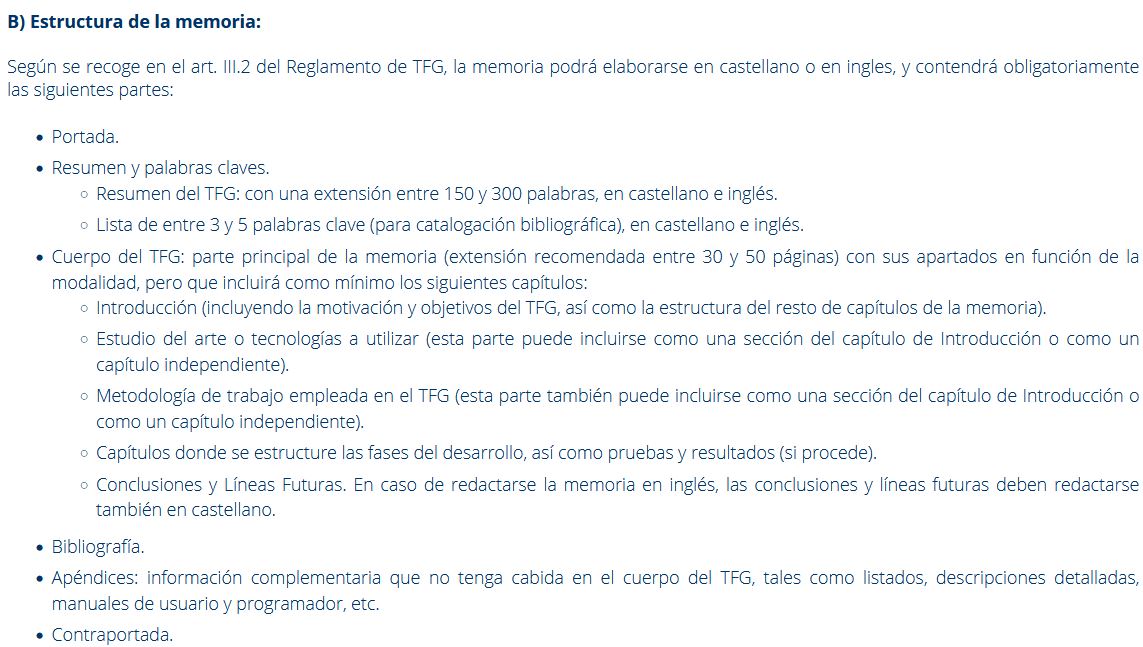 B) Estructura de la memoria:
Según se recoge en el art. III.2 del Reglamento de TFG, la memoria podrá elaborarse en castellano o en ingles, y contendrá obligatoriamente
las siguientes partes:
• Portada.
• Resumen y palabras claves.
◦ Resumen del TFG: con una extensión entre 150 y 300 palabras, en castellano e inglés.
◦ Lista de entre 3 y 5 palabras clave (para catalogación bibliográfica), en castellano e inglés.
• Cuerpo del TFG: parte principal de la memoria (extensión recomendada entre 30 y 50 páginas) con sus apartados en función de la
modalidad, pero que incluirá como mínimo los siguientes capítulos:
◦ Introducción (incluyendo la motivación y objetivos del TFG, así como la estructura del resto de capítulos de la memoria).
◦ Estudio del arte o tecnologías a utilizar (esta parte puede incluirse como una sección del capítulo de Introducción o como un
capítulo independiente).
◦ Metodología de trabajo empleada en el TFG (esta parte también puede incluirse como una sección del capítulo de Introducción o
como un capítulo independiente).
◦ Capítulos donde se estructure las fases del desarrollo, así como pruebas y resultados (si procede).
◦ Conclusiones y Líneas Futuras. En caso de redactarse la memoria en inglés, las conclusiones y líneas futuras deben redactarse
también en castellano.
• Bibliografía.
• Apéndices: información complementaria que no tenga cabida en el cuerpo del TFG, tales como listados, descripciones detalladas,
manuales de usuario y programador, etc.
• Contraportada.